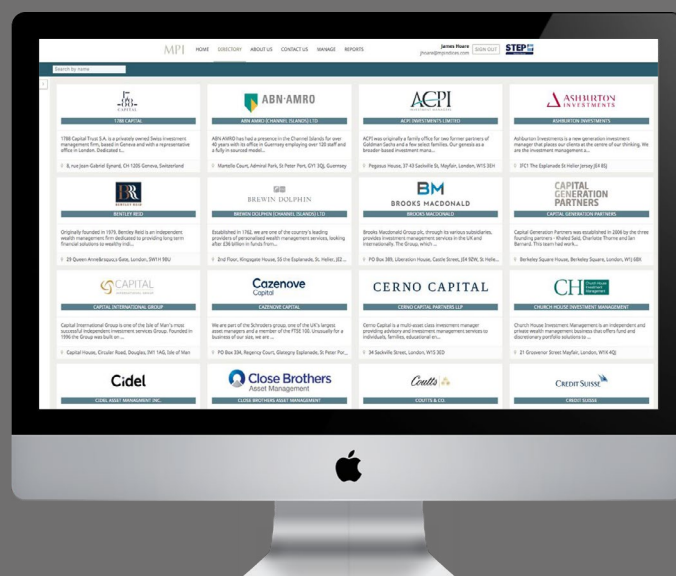 MPI HOME DIRECTORY ABOUT US CONTACT US MANAGE REPORTS
James Hoare
jhoare@mpindices.com SIGN OUT STEP
Search by name
CAPITAL
1788 CAPITAL
1788 Capital Trust S.A. is a privately owned Swiss investment
management firm, based in Geneva and with a representative
office in London. Dedicated t...
8, rue Jean-Gabriel Eynard, CH 1205 Geneva, Switzerland
ABN·AMRO
ABN AMRO (CHANNEL ISLANDS) LTD
ABN AMRO has had a presence in the Channel Islands for over
40 years with its office in Guernsey employing over 120 staff and
a fully in sourced model...
Martello Court, Admiral Park, St Peter Port, GY1 3QJ, Guernsey
ACPI
ACPI INVESTMENTS LIMITED
ACPI was originally a family office for two former partners of
Goldman Sachs and a few select families. Our genesis as a
broader based investment mana...
Pegasus House, 37-43 Sackville St, Mayfair, London, W1S 3EH
ASHBURTON
INVESTMENTS
ASHBURTON INVESTMENTS
Ashburton Investments is a new generation investment
manager that places our clients at the centre of our thinking. We
are the investment management a...
IFC1 The Esplanade St Helier Jersey JE4 8SJ
BR
BENTLEY REID
BENTLEY REID
Originally founded in 1979, Bentley Reid is an independent
wealth management firm dedicated to providing long term
financial solutions to wealthy indi...
29 Queen Anne's Gate, London, SW1H 9BU
BREWIN DOLPHIN
BREWIN DOLPHIN (CHANNEL ISLANDS) LTD
Established in 1762, we are one of the country's leading
providers of personalised wealth management services, looking
after £36 billion in funds from...
2nd Floor, Kingsgate House, 55 the Esplanade, St. Helier, JE2 ...
BM
BROOKS MACDONALD
BROOKS MACDONALD
Brooks Macdonald Group plc, through its various subsidiaries,
provides investment management services in the UK and
internationally. The Group, which ...
PO Box 389, Liberation House, Castle Street, JE4 9ZW, St Helie...
CAPITAL
GENERATION
PARTNERS
CAPITAL GENERATION PARTNERS
Capital Generation Partners was established in 2006 by the three
founding partners - Khaled Said, Charlotte Thorne and Ian
Barnard. This team had work...
Berkeley Square House, Berkeley Square, London, W1J 6BX
CAPITAL
INTERNATIONAL GROUP
CAPITAL INTERNATIONAL GROUP
Capital International Group is one of the Isle of Man's most
successful independent investment services Group. Founded in
1996 the Group was built on ...
Capital House, Circular Road, Douglas, IM1 1AG, Isle of Man
Cazenove
Capital
CAZENOVE CAPITAL
We are part of the Schroders group, one of the UK's largest
asset managers and a member of the FTSE 100. Unusually for a
business of our size, we are ...
PO Box 334, Regency Court, Glategny Esplanade, St Peter Por...
CERNO CAPITAL
CERNO CAPITAL PARTNERS LLP
Cerno Capital is a multi-asset class investment manager
providing advisory and investment management services to
individuals, families, educational en...
34 Sackville Street, London, W1S 3ED
CH Church House
Investment
Management
CHURCH HOUSE INVESTMENT MANAGEMENT
Church House Investment Management is an independent and
private wealth management business that offers fund and
discretionary portfolio solutions to ...
21 Grosvenor Street Mayfair, London, W1K 4QJ
Cidel
CIDEL ASSET MANAGEMENT INC.
Close Brothers
Asset Management
CLOSE BROTHERS ASSET MANAGEMENT
Coutts
COUTTS & CO.
CREDIT SUISSE
CREDIT SUISSE